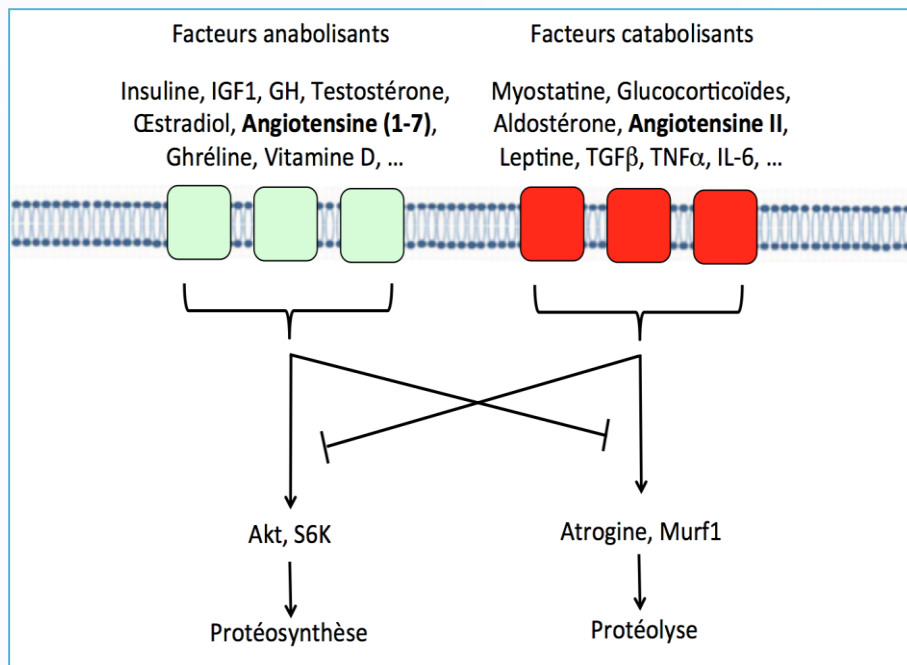 Facteurs anabolisants
Insuline, IGF1, GH, Testostérone,
Œstradiol, Angiotensine (1-7),
Ghréline, Vitamine D, ...
Facteurs catabolisants
Myostatine, Glucocorticoïdes,
Aldostérone, Angiotensine II,
Leptine, TGFβ, TNFα, IL-6, ...
Akt, S6K
Protéosynthèse
Atrogine, Murf1
Protéolyse